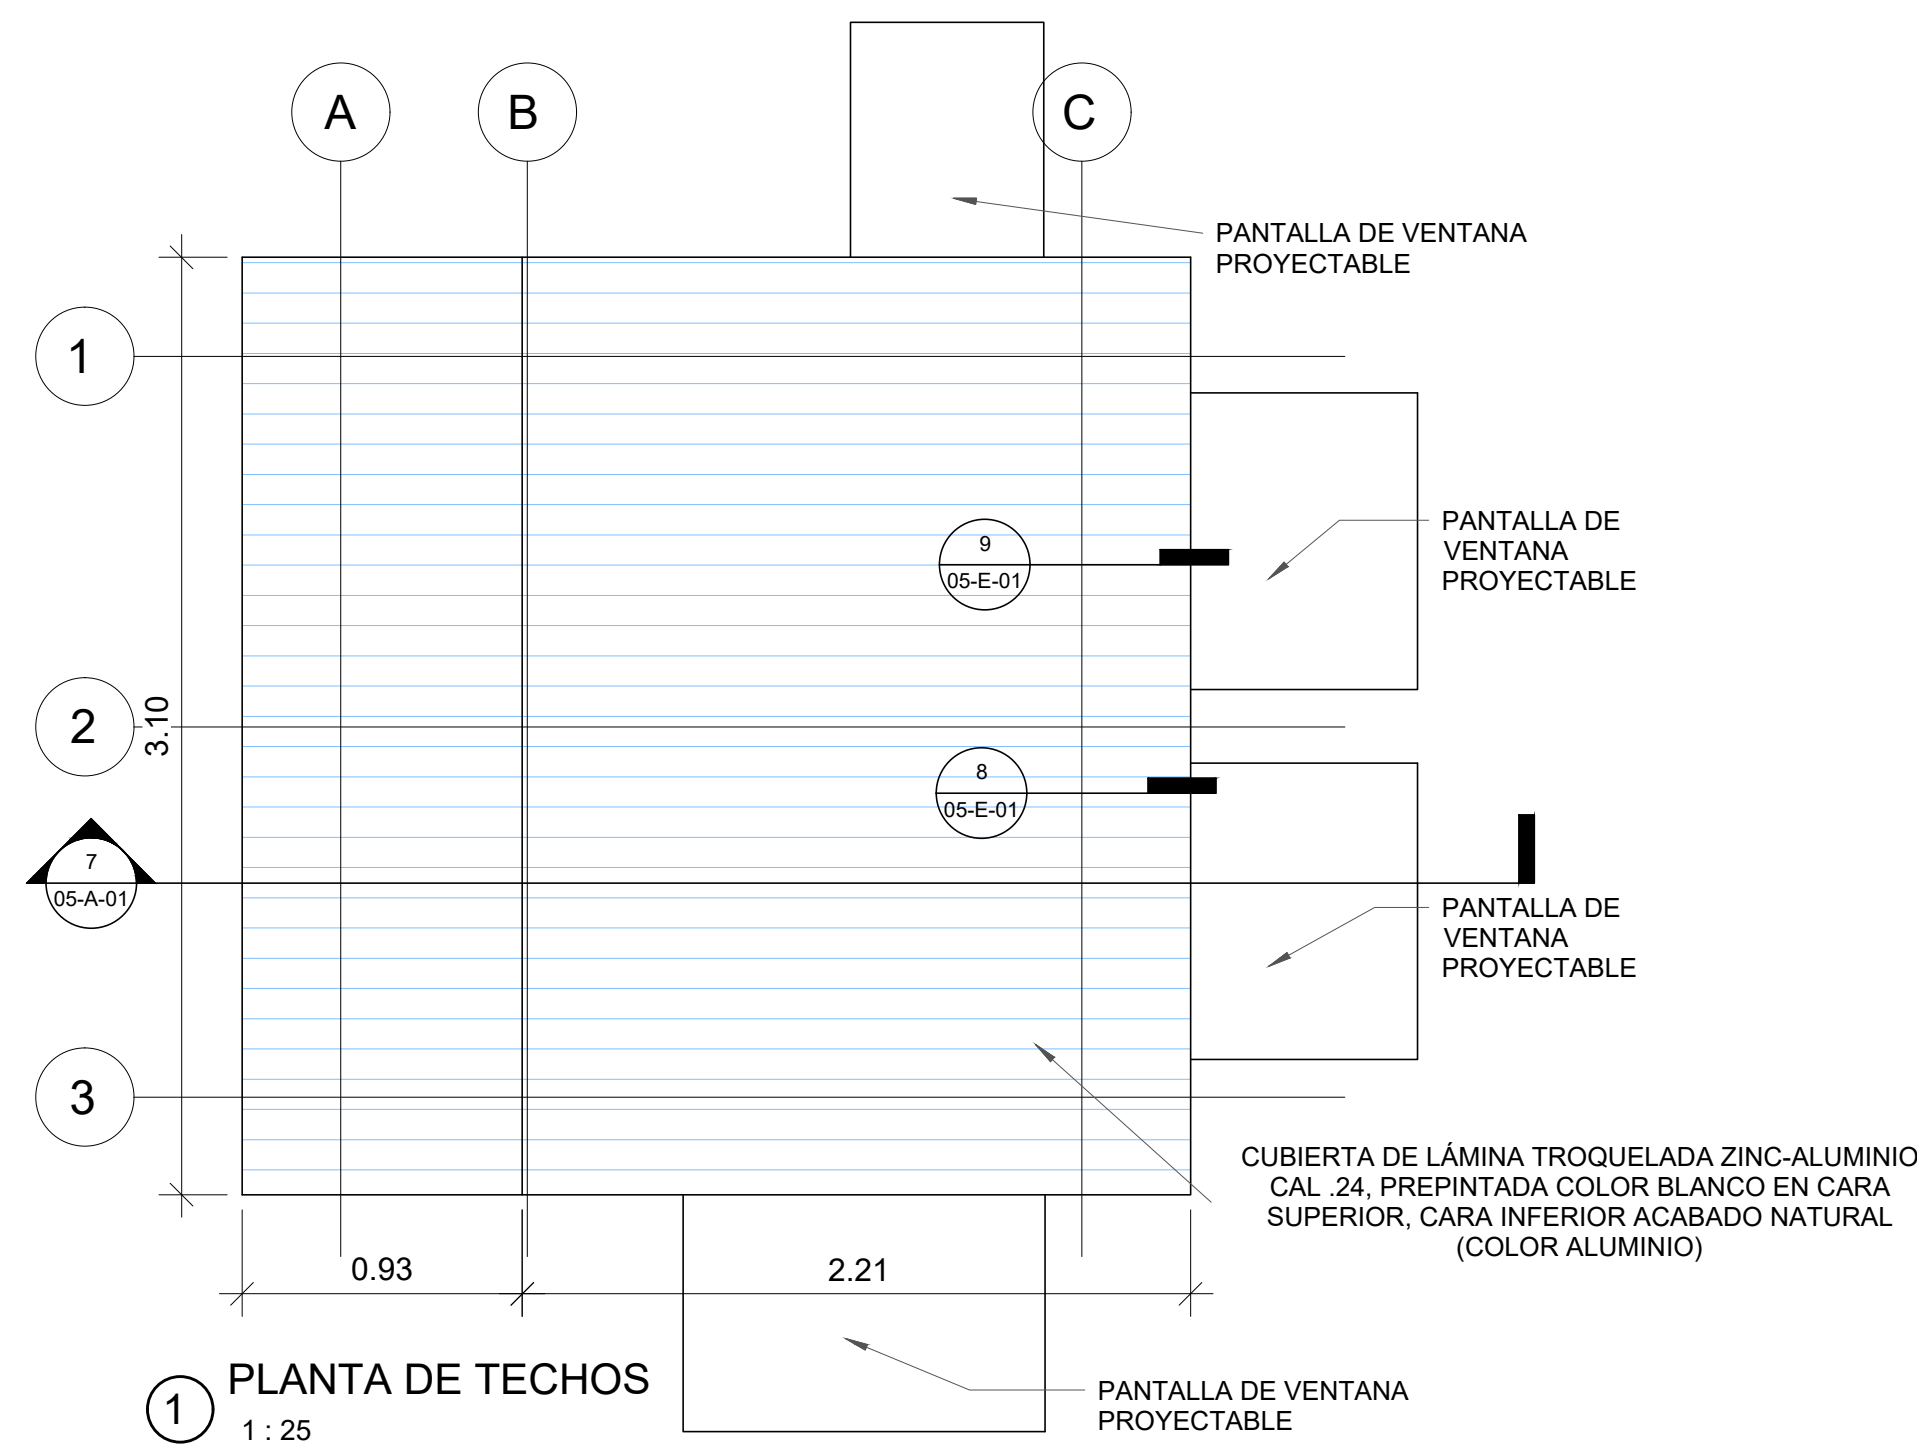 A
B
C
PANTALLA DE VENTANA
PROYECTABLE
1
PANTALLA DE
VENTANA
PROYECTABLE
9
05-E-01
2
3.10
8
05-E-01
7
05-A-01
PANTALLA DE
VENTANA
PROYECTABLE
3
CUBIERTA DE LÁMINA TROQUELADA ZINC-ALUMINIO
CAL .24, PREPINTADA COLOR BLANCO EN CARA
SUPERIOR, CARA INFERIOR ACABADO NATURAL
(COLOR ALUMINIO)
0.93
2.21
1
PLANTA DE TECHOS
1 : 25
PANTALLA DE VENTANA
PROYECTABLE